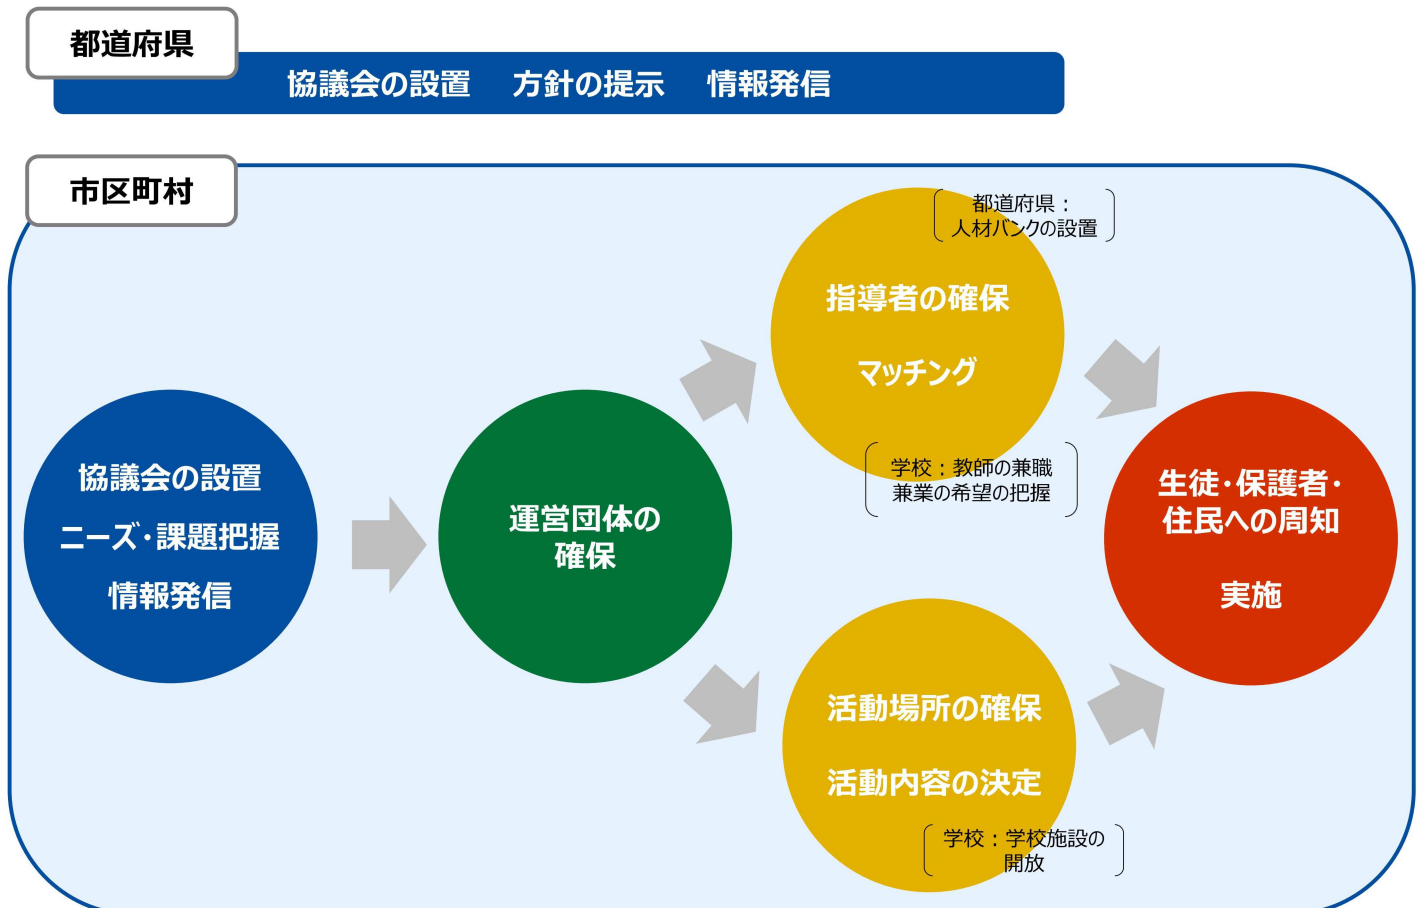 都道府県
協議会の設置　方針の提示　情報発信
市区町村
協議会の設置
ニーズ・課題把握
情報発信
運営団体の
確保
都道府県：
人材バンクの設置
指導者の確保
マッチング
学校：教師の兼職
兼業の希望の把握
活動場所の確保
活動内容の決定
学校：学校施設の
開放
生徒・保護者・
住民への周知
実施